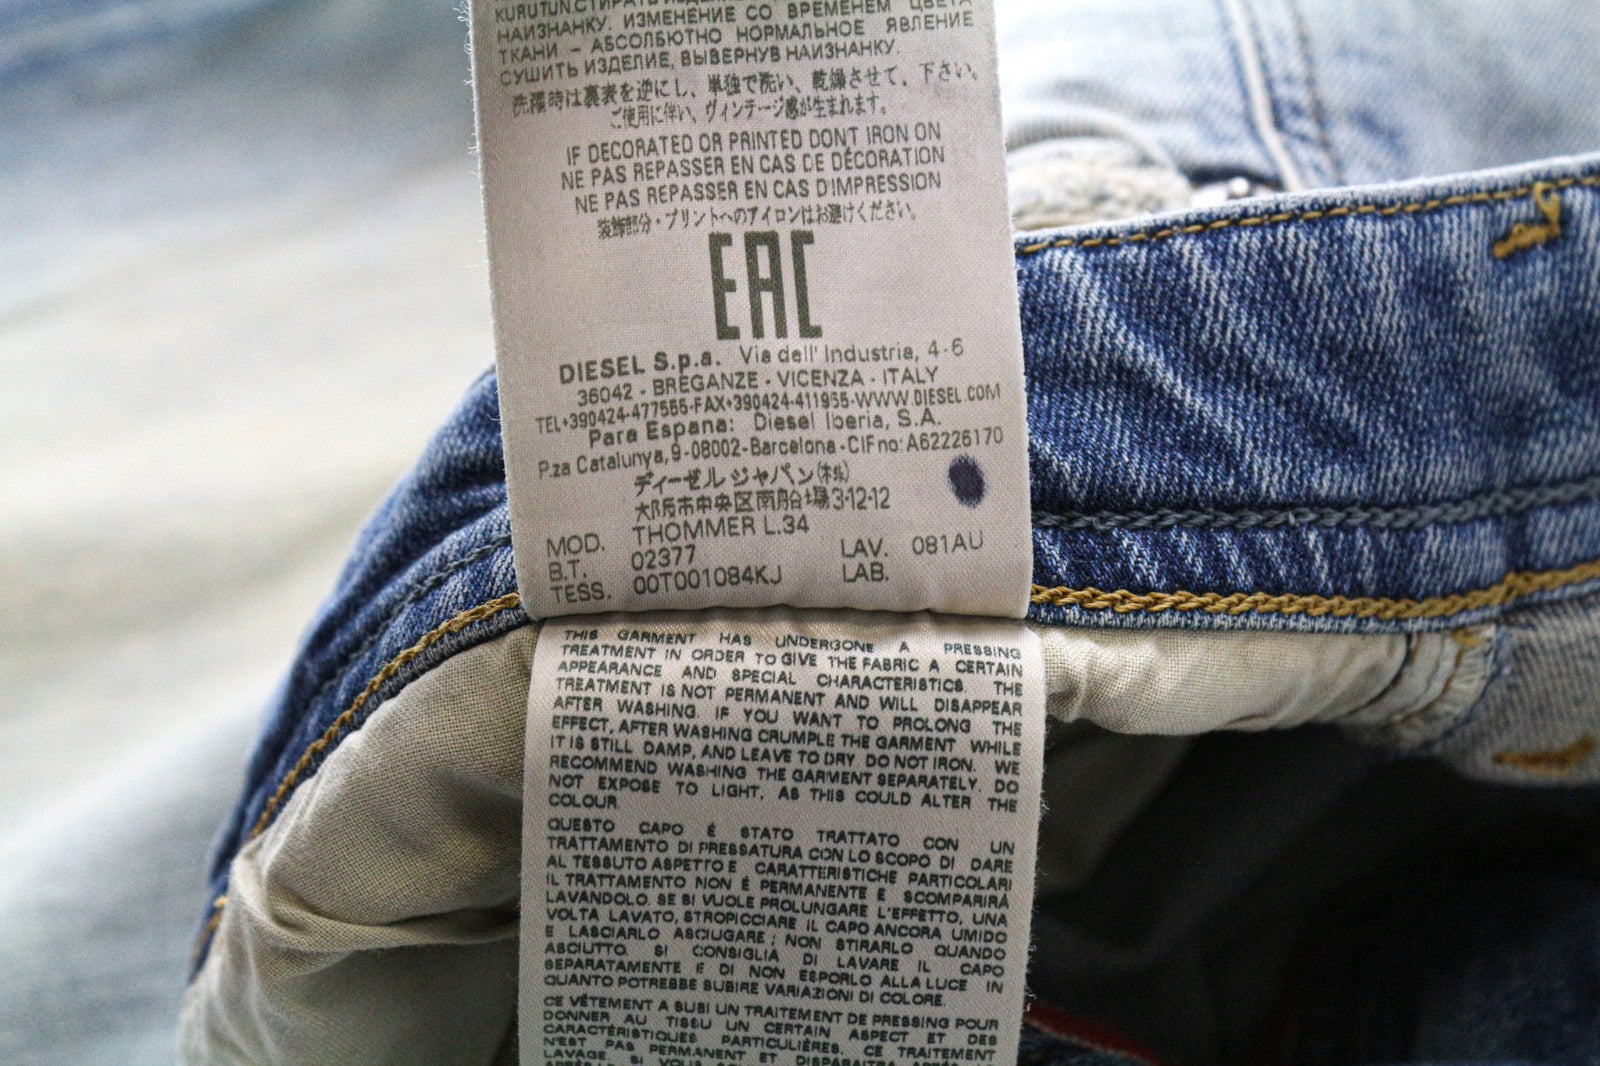 KURUTUN.СТИРАТЬ ИЗДЕЛИЕ
НАИЗНАНКУ. ИЗМЕНЕНИЕ СО ВРЕМЕНЕМ ЦВЕТА
ТКАНИ – АБСОЛЮТНО НОРМАЛЬНОЕ ЯВЛЕНИЕ
СУШИТЬ ИЗДЕЛИЕ, ВЫВЕРНУВ НАИЗНАНКУ.
洗濯時は裏表を逆にし、単独で洗い、乾燥させて、下さい。
ご使用に伴い、ヴィンテージ感が生まれます。
IF DECORATED OR PRINTED DON'T IRON ON
NE PAS REPASSER EN CAS DE DÉCORATION
NE PAS REPASSER EN CAS D'IMPRESSION
装飾部分・プリントへのアイロンはお避けください。
EAC
DIESEL S.p.a. Via dell' Industria, 4-6
36042 - BREGANZE - VICENZA - ITALY
TEL+390424-477555-FAX+390424-411955-WWW.DIESEL.COM
Para Espana: Diesel Iberia, S.A.
P.za Catalunya, 9-08002-Barcelona-CIF no: A62226170
ディーゼル ジャパン(株)
大阪市中央区南船場3-12-12
MOD. THOMMER L.34
B.T. 02377 LAV. 081AU
TESS. 00T001084KJ LAB.
THIS GARMENT HAS UNDERGONE A PRESSING
TREATMENT IN ORDER TO GIVE THE FABRIC A CERTAIN
APPEARANCE AND SPECIAL CHARACTERISTICS. THE
TREATMENT IS NOT PERMANENT AND WILL DISAPPEAR
AFTER WASHING. IF YOU WANT TO PROLONG THE
EFFECT, AFTER WASHING CRUMPLE THE GARMENT WHILE
IT IS STILL DAMP, AND LEAVE TO DRY. DO NOT IRON. WE
RECOMMEND WASHING THE GARMENT SEPARATELY. DO
NOT EXPOSE TO LIGHT, AS THIS COULD ALTER THE
COLOUR.
QUESTO CAPO È STATO TRATTATO CON UN
TRATTAMENTO DI PRESSATURA CON LO SCOPO DI DARE
AL TESSUTO ASPETTO E CARATTERISTICHE PARTICOLARI
IL TRATTAMENTO NON È PERMANENTE E SCOMPARIRÀ
LAVANDOLO. SE SI VUOLE PROLUNGARE L'EFFETTO, UNA
VOLTA LAVATO, STROPICCIARE IL CAPO ANCORA UMIDO
E LASCIARLO ASCIUGARE; NON STIRARLO QUANDO
ASCIUTTO. SI CONSIGLIA DI LAVARE IL CAPO
SEPARATAMENTE E DI NON ESPORLO ALLA LUCE IN
QUANTO POTREBBE SUBIRE VARIAZIONI DI COLORE.
CE VÊTEMENT A SUBI UN TRAITEMENT DE PRESSING POUR
DONNER AU TISSU UN CERTAIN ASPECT ET DES
CARACTÉRISTIQUES PARTICULIÈRES. CE TRAITEMENT
N'EST PAS PERMANENT ET DISPARAÎTRA APRÈS LE
LAVAGE. SI VOUS